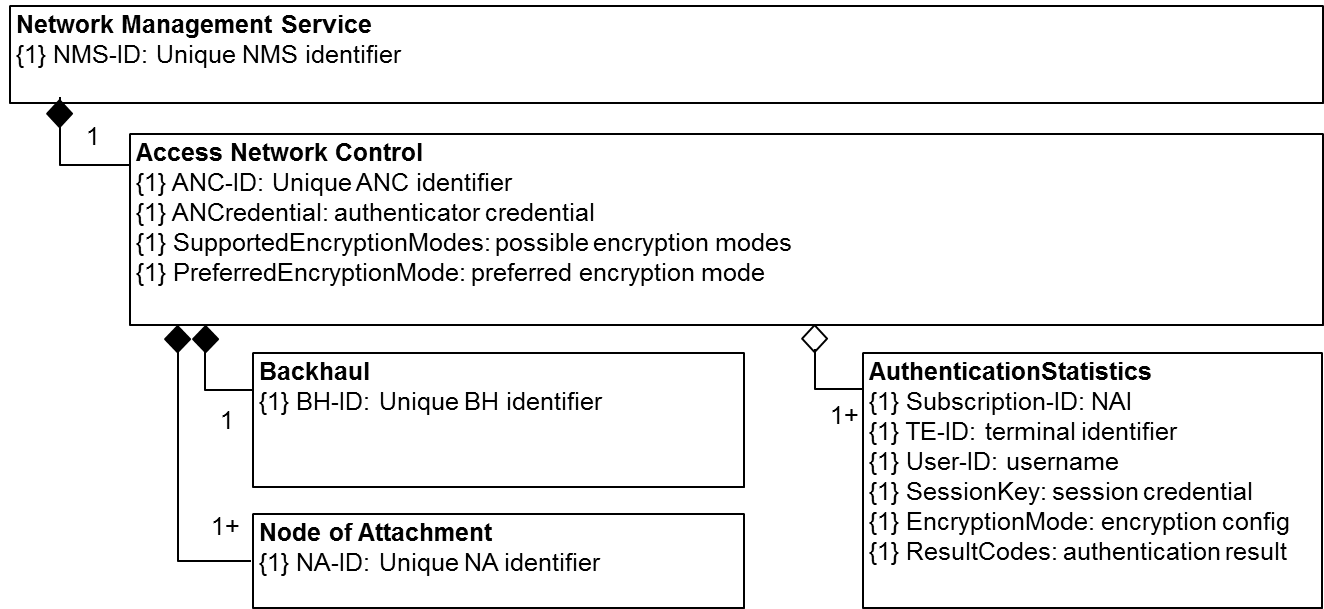 Network Management Service
{1} NMS-ID: Unique NMS identifier
1
Access Network Control
{1} ANC-ID: Unique ANC identifier
{1} ANCredential: authenticator credential
{1} SupportedEncryptionModes: possible encryption modes
{1} PreferredEncryptionMode: preferred encryption mode
Backhaul
{1} BH-ID: Unique BH identifier
1
1+
Node of Attachment
{1} NA-ID: Unique NA identifier
AuthenticationStatistics
{1} Subscription-ID: NAI
1+
{1} TE-ID: terminal identifier
{1} User-ID: username
{1} SessionKey: session credential
{1} EncryptionMode: encryption config
{1} ResultCodes: authentication result